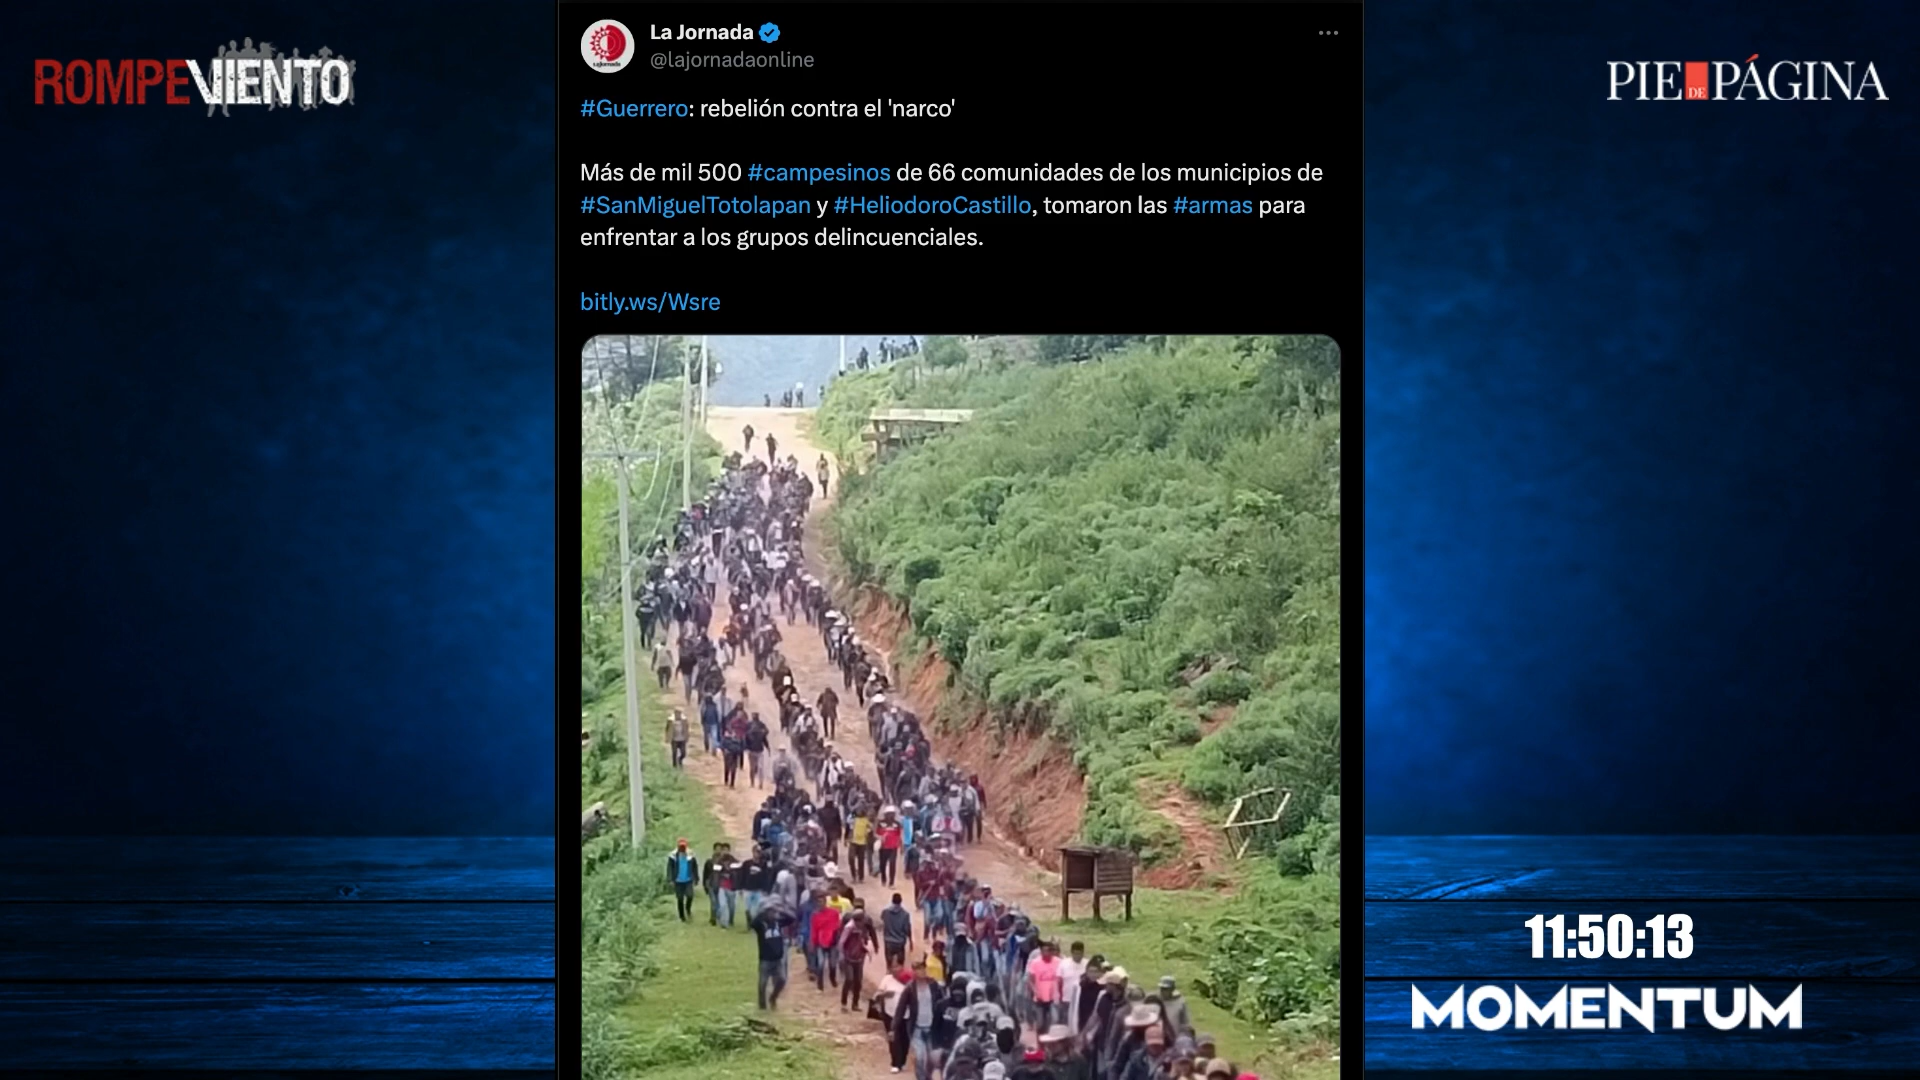 ROMPEVIENTO
La Jornada
@lajornadaonline
PIE DE PÁGINA
#Guerrero: rebelión contra el 'narco'
Más de mil 500 #campesinos de 66 comunidades de los municipios de
#SanMiguelTotolapan y #HeliodoroCastillo, tomaron las #armas para
enfrentar a los grupos delincuenciales.
bitly.ws/Wsre
11:50:13
MOMENTUM